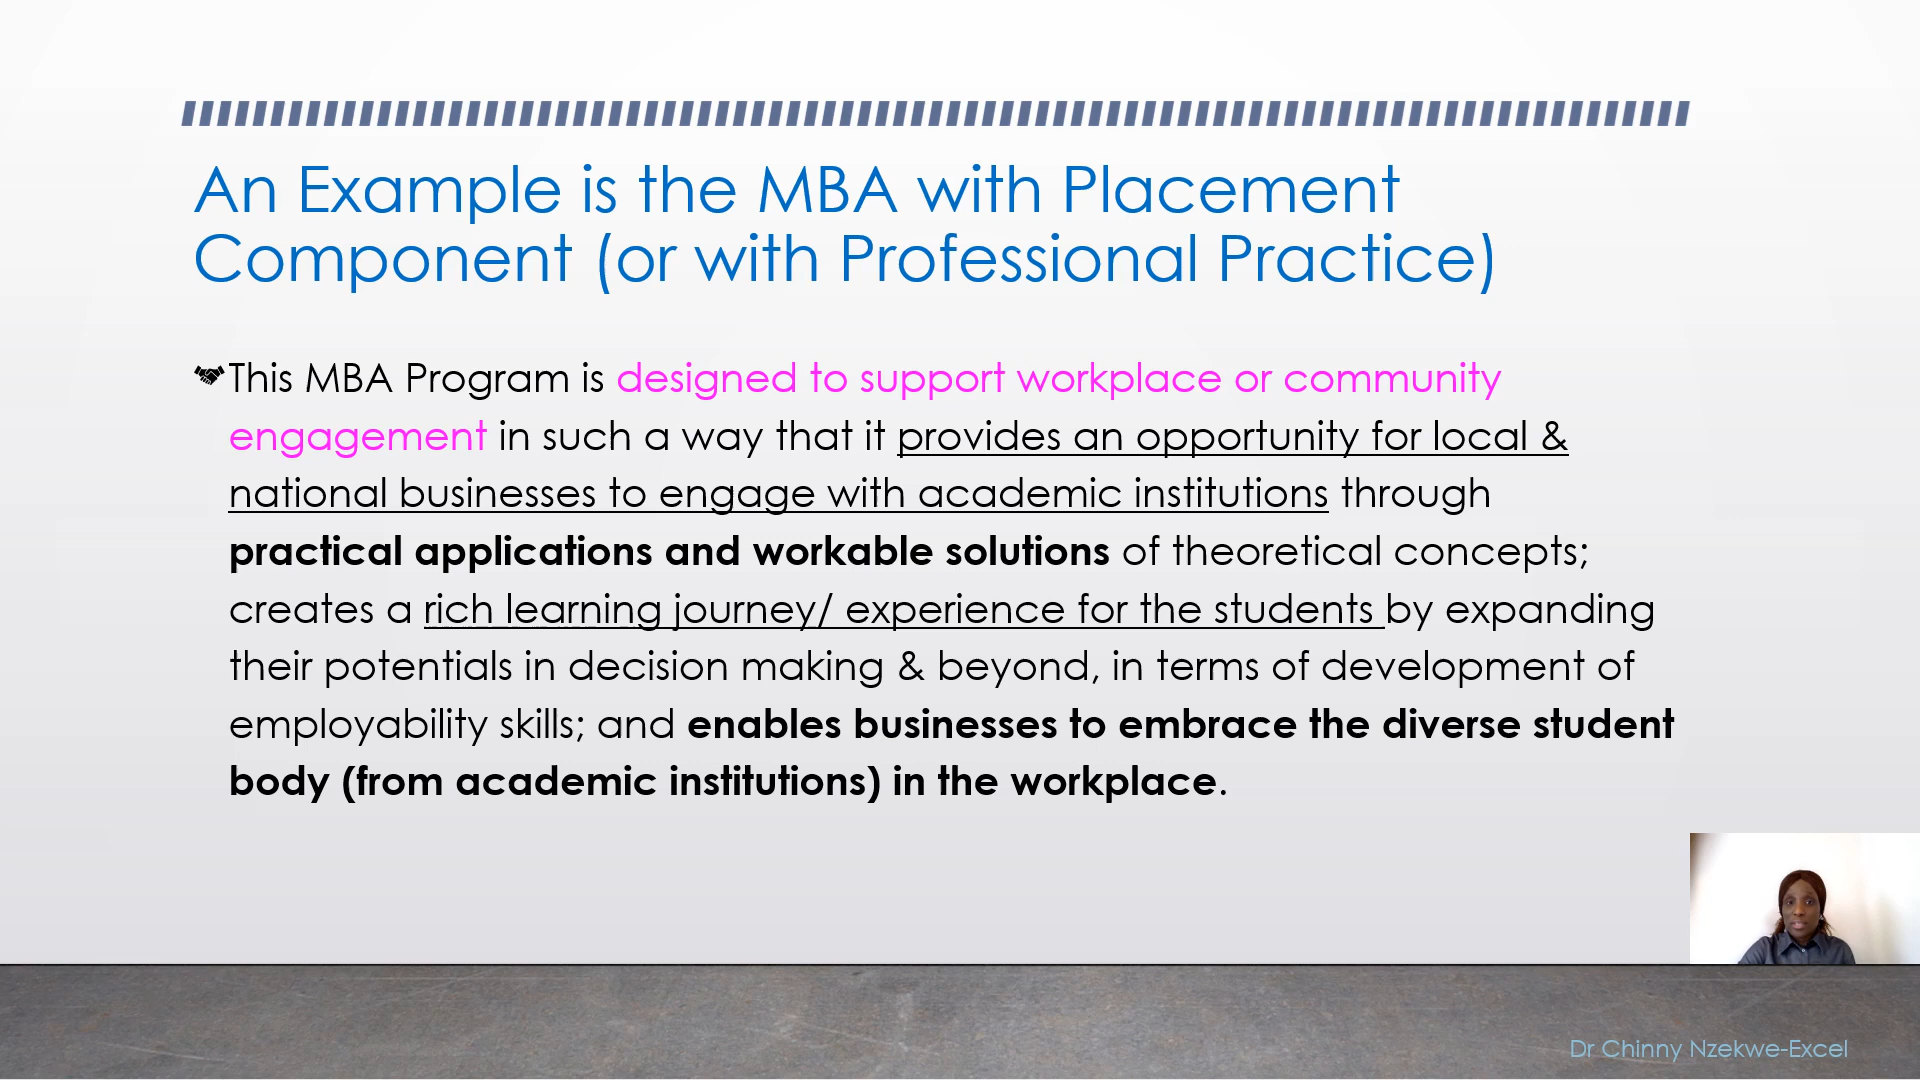 An Example is the MBA with Placement
Component (or with Professional Practice)
This MBA Program is designed to support workplace or community
engagement in such a way that it provides an opportunity for local &
national businesses to engage with academic institutions through
practical applications and workable solutions of theoretical concepts;
creates a rich learning journey/ experience for the students by expanding
their potentials in decision making & beyond, in terms of development of
employability skills; and enables businesses to embrace the diverse student
body (from academic institutions) in the workplace.
Dr Chinny Nzekwe-Excel